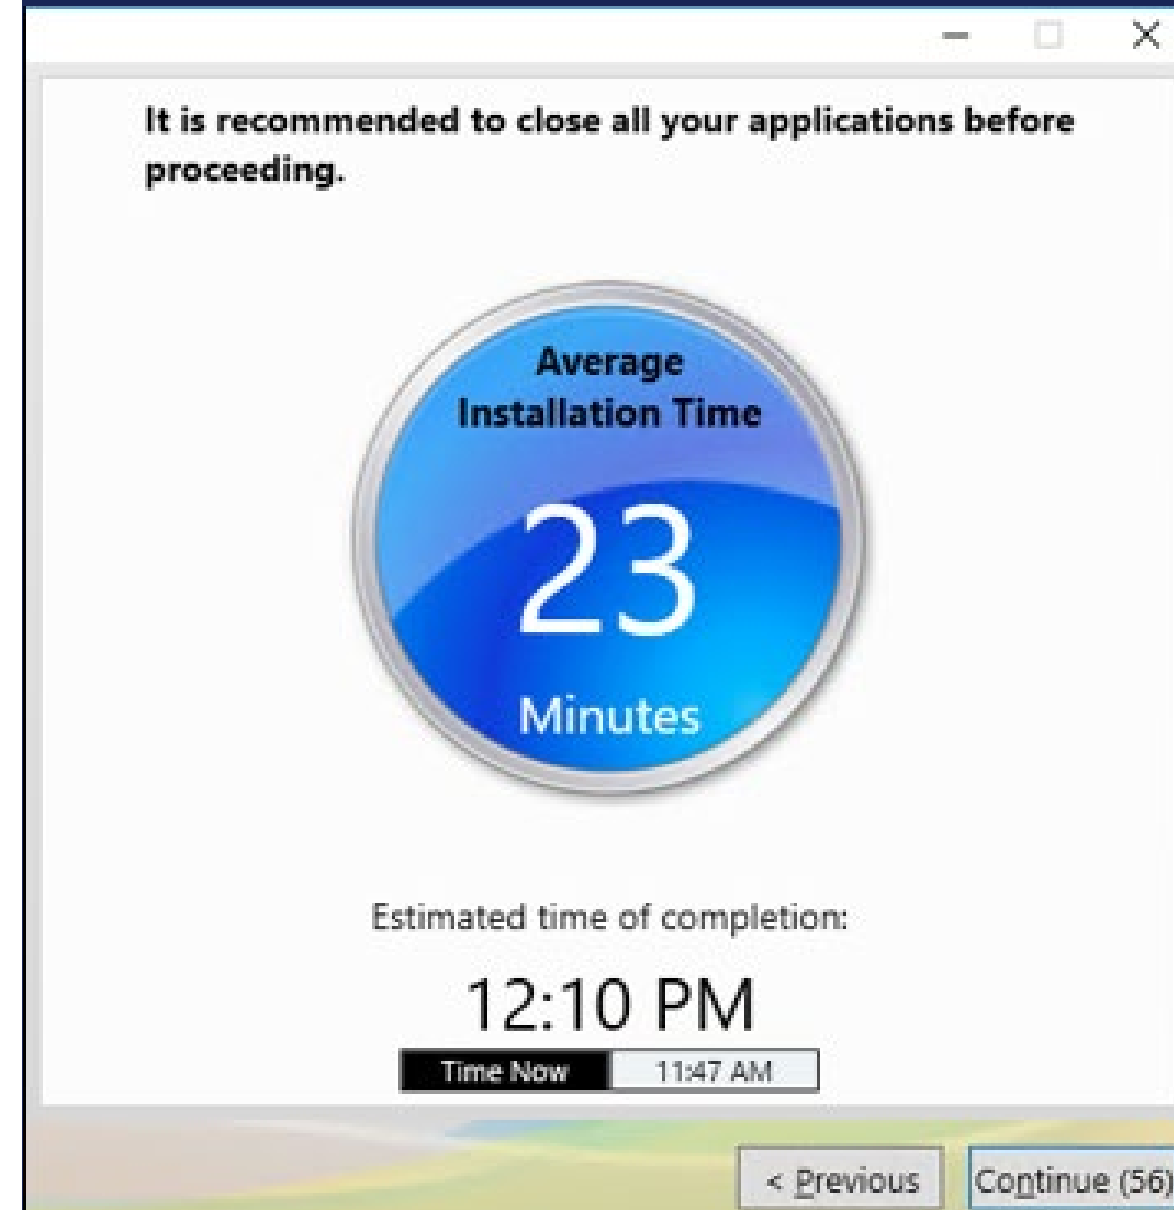 It is recommended to close all your applications before
proceeding.
Average
Installation Time
23
Minutes
Estimated time of completion:
12:10 PM
Time Now 11:47 AM
< Previous Continue (56)